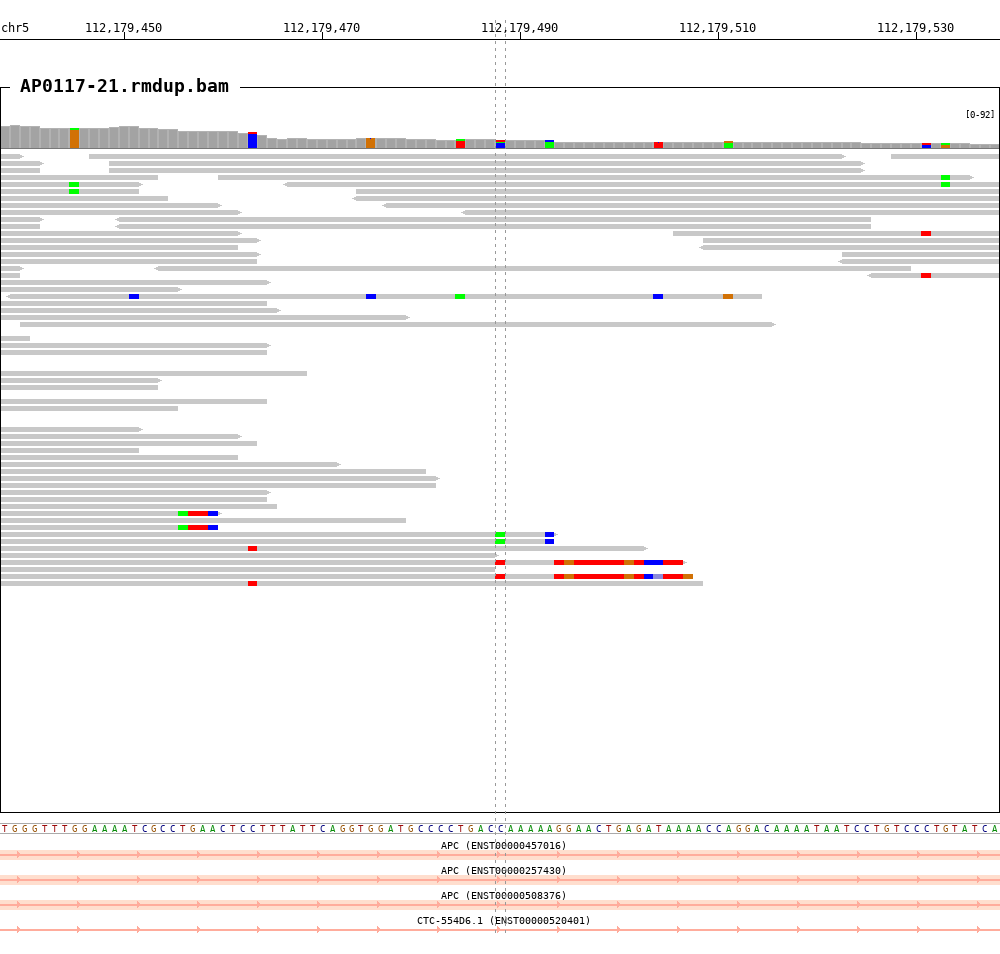 chr5 112,179,450 112,179,470 112,179,490 112,179,510 112,179,530
AP0117-21.rmdup.bam
[0-92]
TGGGTTTGGAAAATCGCCTGAACTCCTTTATTCAGGTGGATGCCCCTGACCAAAAAGGAACTGAGATAAAACCAGGACAAAATAATCCTGTCCCTGTATCA
APC (ENST00000457016)
APC (ENST00000257430)
APC (ENST00000508376)
CTC-554D6.1 (ENST00000520401)